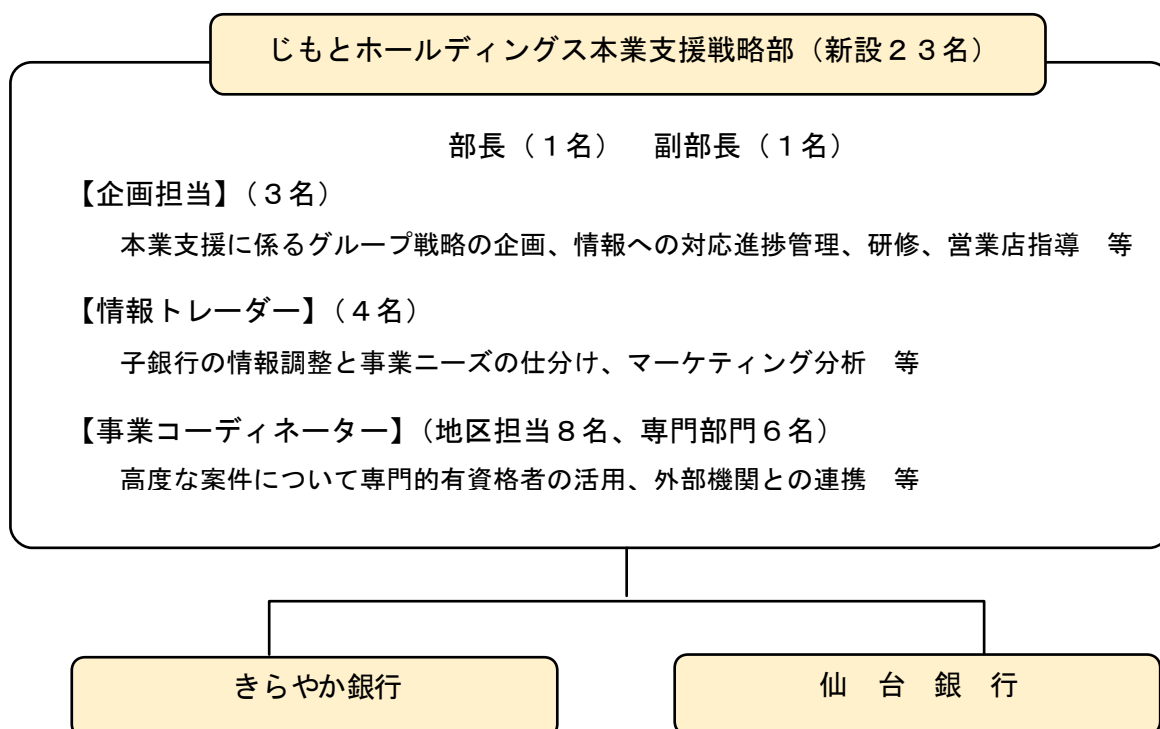 じもとホールディングス本業支援戦略部（新設２３名）
部長（１名）　副部長（１名）
【企画担当】（３名）
本業支援に係るグループ戦略の企画、情報への対応進捗管理、研修、営業店指導　等
【情報トレーダー】（４名）
子銀行の情報調整と事業ニーズの仕分け、マーケティング分析　等
【事業コーディネーター】（地区担当８名、専門部門６名）
高度な案件について専門的有資格者の活用、外部機関との連携　等
きらやか銀行
仙　台　銀　行